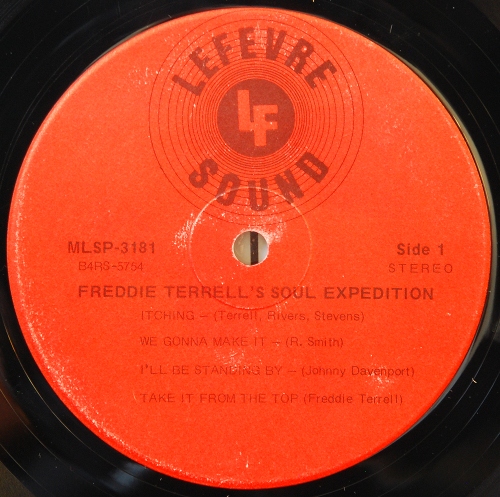 LEFEVRE
LF
SOUND
MLSP-3181 Side 1
B4RS-5754 STEREO
FREDDIE TERRELL'S SOUL EXPEDITION
ITCHING – (Terrell, Rivers, Stevens)
WE GONNA MAKE IT – (R. Smith)
I'LL BE STANDING BY – (Johnny Davenport)
TAKE IT FROM THE TOP (Freddie Terrell)